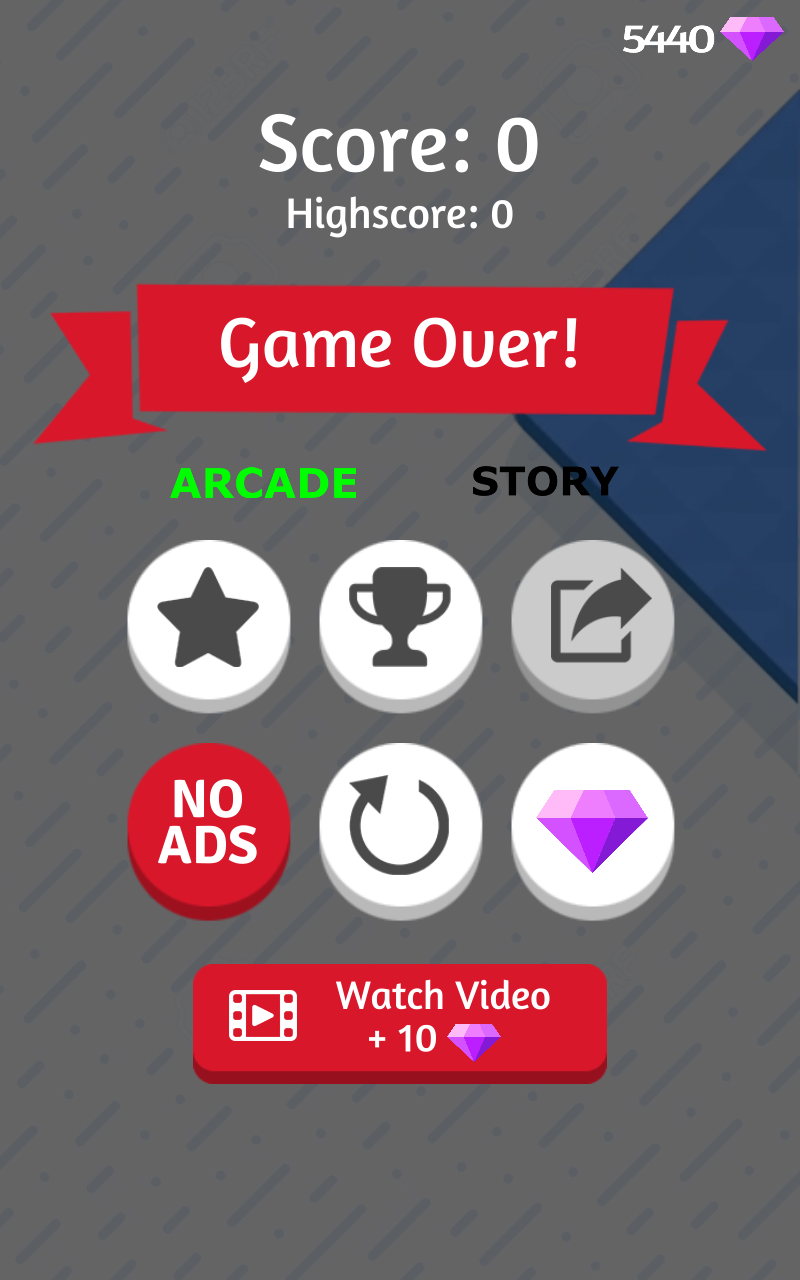 5440
Score: 0
Highscore: 0
Game Over!
ARCADE STORY
NO
ADS
Watch Video
+ 10